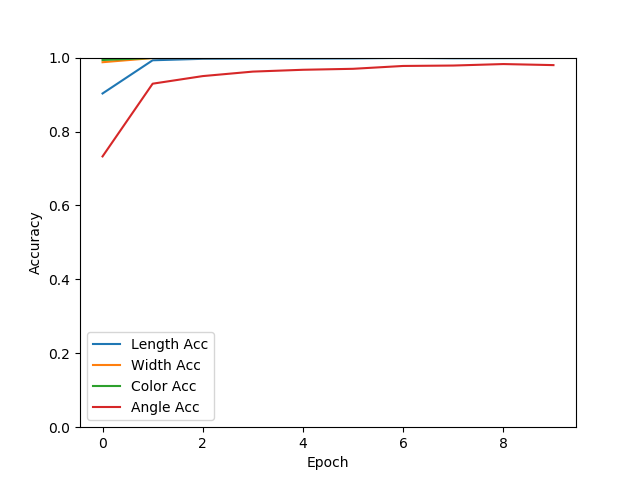 1.0
0.8
0.6
0.4
0.2
0.0
Accuracy
Length Acc
Width Acc
Color Acc
Angle Acc
0 2 4 6 8
Epoch